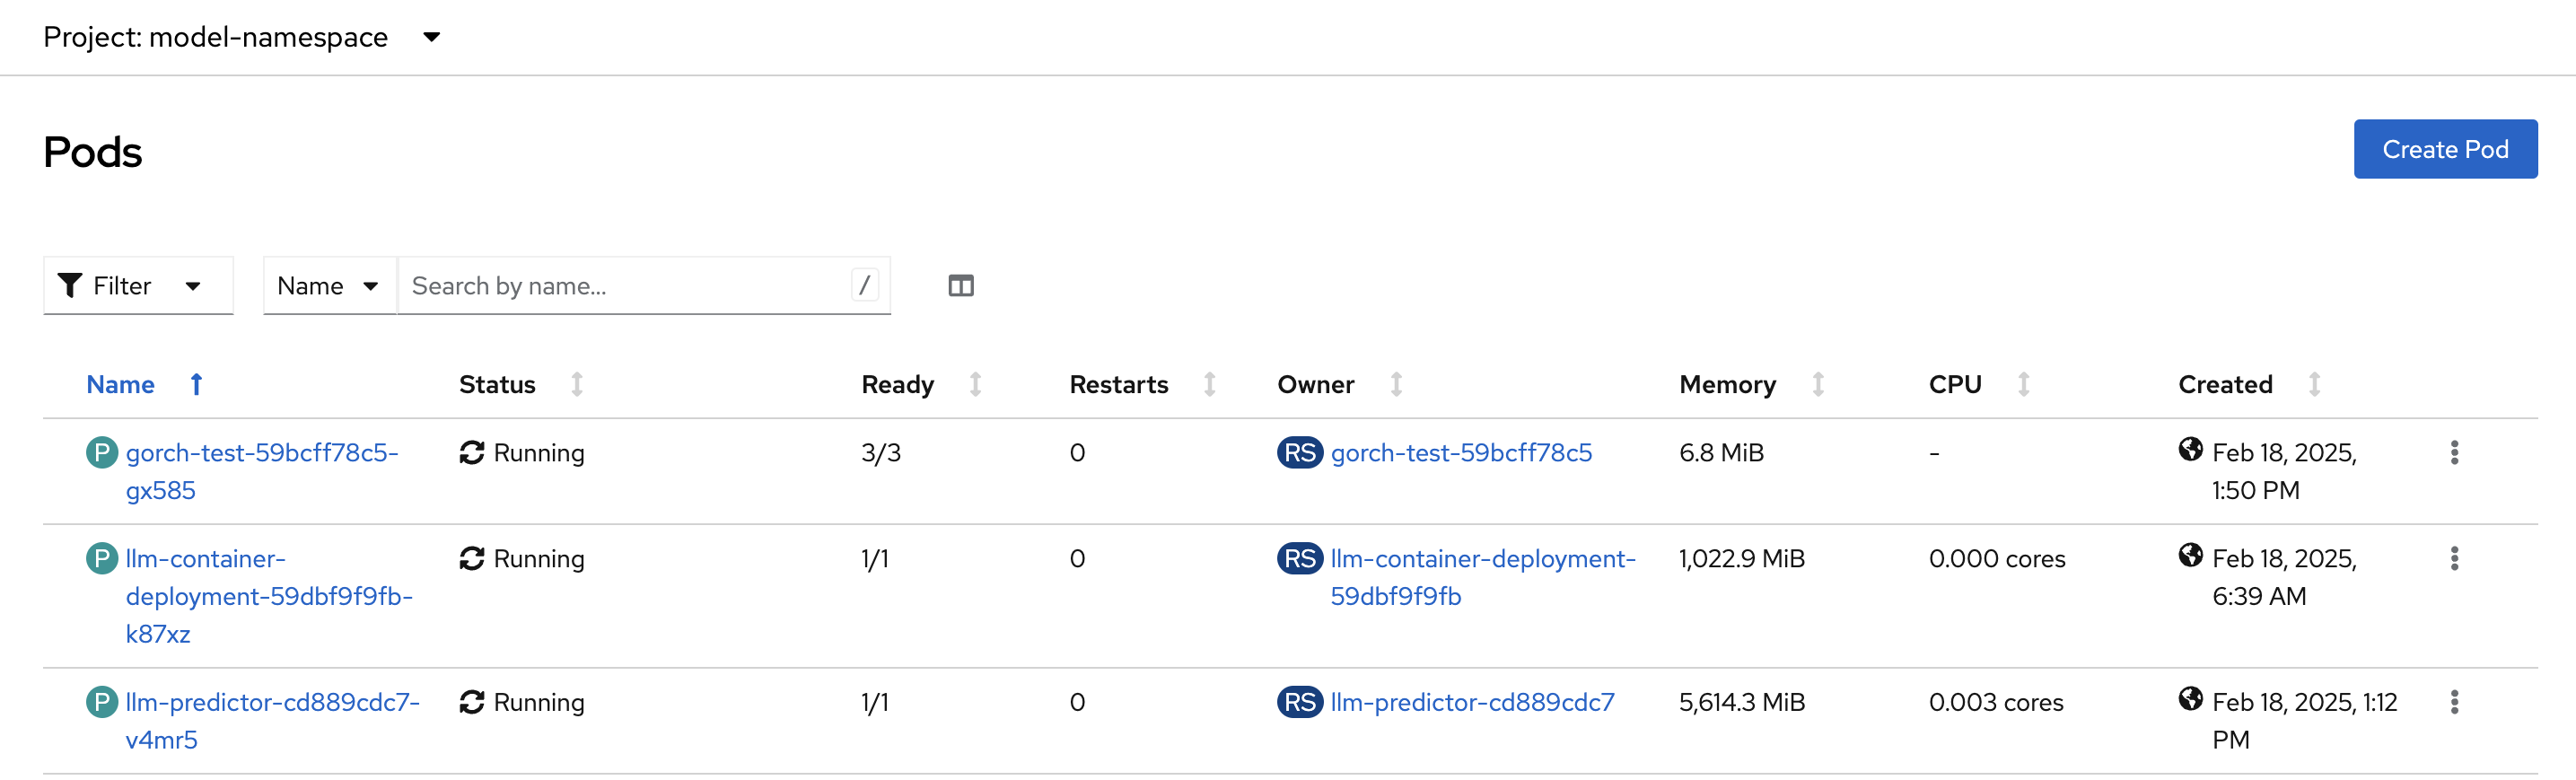 Project: model-namespace
Pods
Create Pod
Filter
Name
Search by name...
/
Name Status Ready Restarts Owner Memory CPU Created
P gorch-test-59bcff78c5- Running 3/3 0 RS gorch-test-59bcff78c5 6.8 MiB - Feb 18, 2025,
gx585 1:50 PM
P llm-container- Running 1/1 0 RS llm-container-deployment- 1,022.9 MiB 0.000 cores Feb 18, 2025,
deployment-59dbf9f9fb- 59dbf9f9fb 6:39 AM
k87xz
P llm-predictor-cd889cdc7- Running 1/1 0 RS llm-predictor-cd889cdc7 5,614.3 MiB 0.003 cores Feb 18, 2025, 1:12
v4mr5 PM